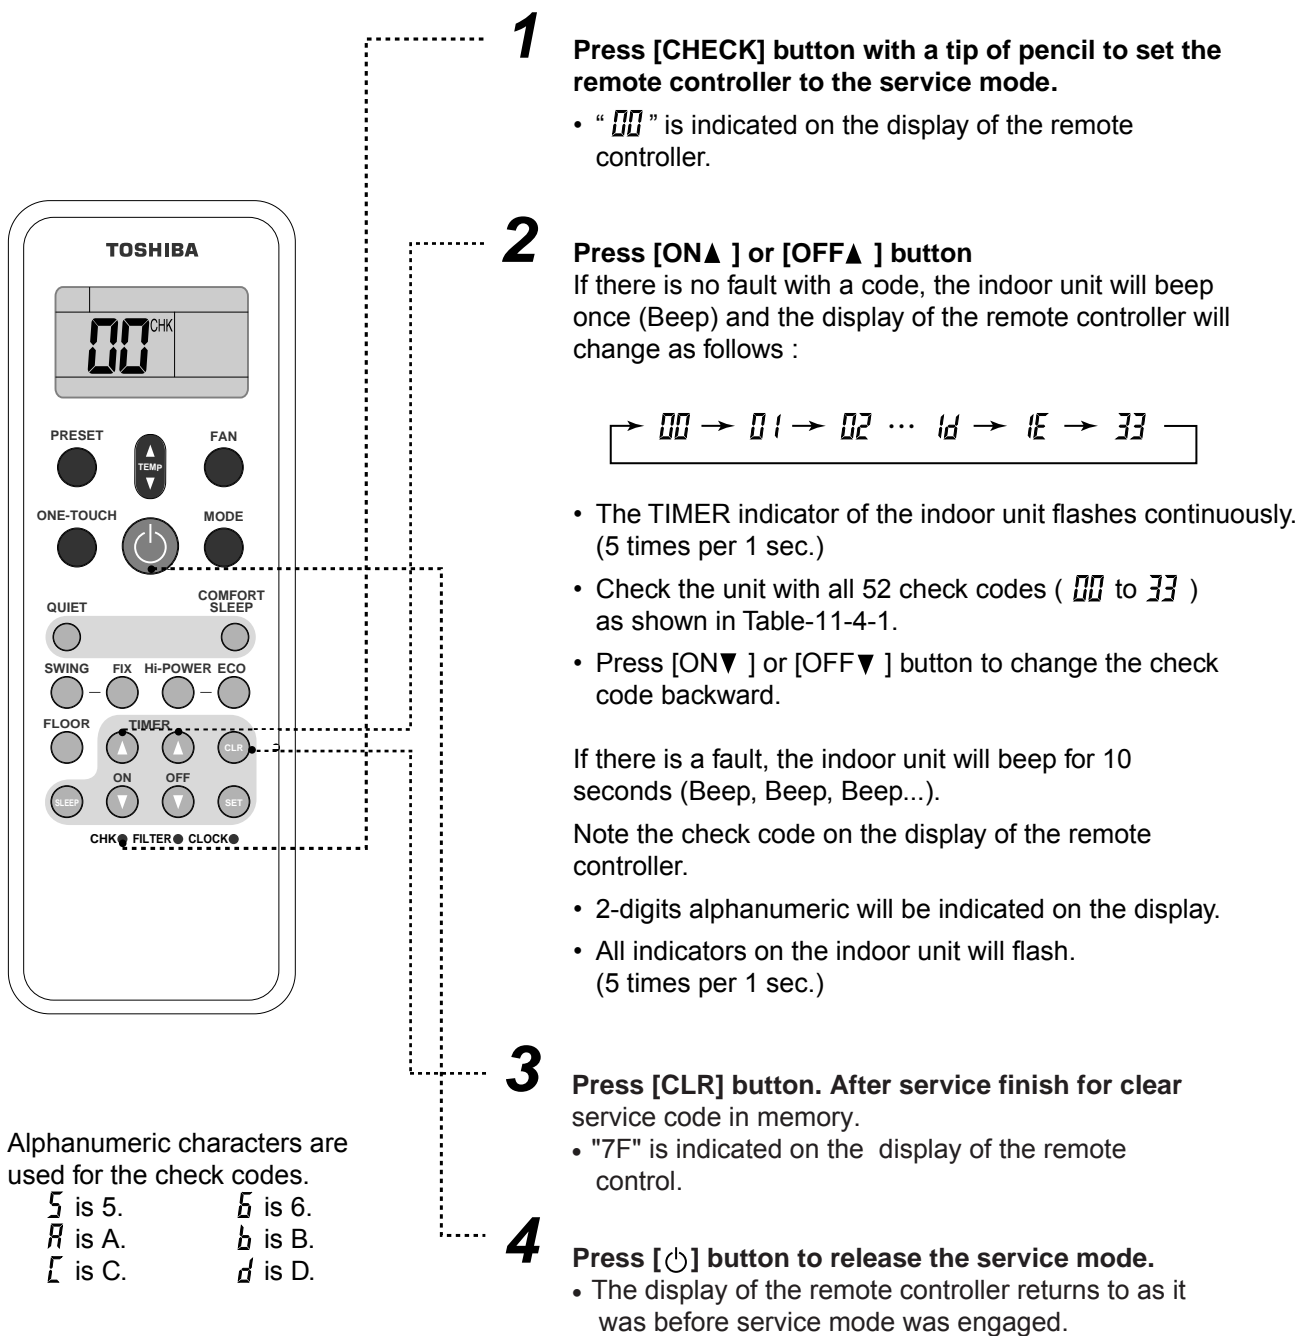 1
Press [CHECK] button with a tip of pencil to set the
remote controller to the service mode.
• “ 00 ” is indicated on the display of the remote
controller.
2
Press [ON▲ ] or [OFF▲ ] button
If there is no fault with a code, the indoor unit will beep
once (Beep) and the display of the remote controller will
change as follows :
→ 00 → 01 → 02 ··· 1d → 1E → 33
• The TIMER indicator of the indoor unit flashes continuously.
(5 times per 1 sec.)
• Check the unit with all 52 check codes ( 00 to 33 )
as shown in Table-11-4-1.
• Press [ON▼ ] or [OFF▼ ] button to change the check
code backward.
If there is a fault, the indoor unit will beep for 10
seconds (Beep, Beep, Beep...).
Note the check code on the display of the remote
controller.
• 2-digits alphanumeric will be indicated on the display.
• All indicators on the indoor unit will flash.
(5 times per 1 sec.)
3
Press [CLR] button. After service finish for clear
service code in memory.
• "7F" is indicated on the display of the remote
control.
4
Press [⏻] button to release the service mode.
• The display of the remote controller returns to as it
was before service mode was engaged.
TOSHIBA
00 CHK
PRESET TEMP FAN
ONE-TOUCH MODE
QUIET COMFORT
SLEEP
SWING FIX Hi-POWER ECO
FLOOR TIMER
CLR
ON OFF
SLEEP SET
CHK FILTER CLOCK
Alphanumeric characters are
used for the check codes.
5 is 5. 6 is 6.
A is A. b is B.
C is C. d is D.